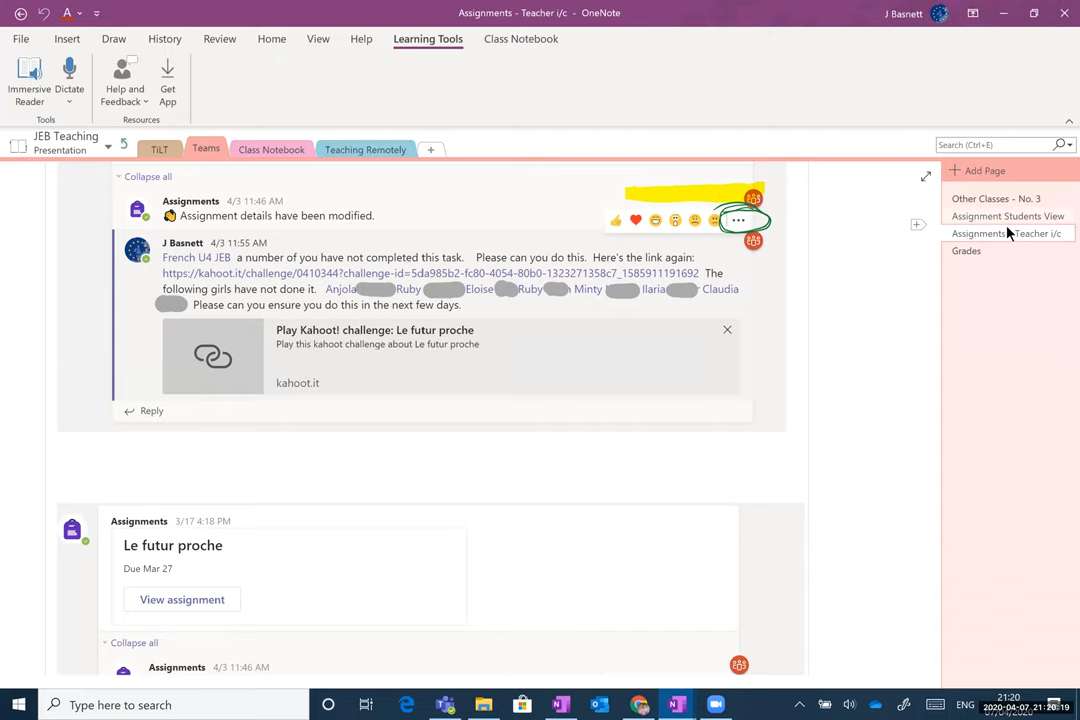 Assignments - Teacher i/c - OneNote
J Basnett
File Insert Draw History Review Home View Help Learning Tools Class Notebook
Immersive Reader
Dictate
Help and Feedback
Get App
Tools
Resources
JEB Teaching
Presentation
TiLT
Teams
Class Notebook
Teaching Remotely
Search (Ctrl+E)
Collapse all
Assignments 4/3 11:46 AM
Assignment details have been modified.
J Basnett 4/3 11:55 AM
French U4 JEB a number of you have not completed this task. Please can you do this. Here's the link again:
https://kahoot.it/challenge/0410344?challenge-id=5da985b2-fc80-4054-80b0-1323271358c7_1585911191692 The
following girls have not done it. Anjola Ruby Eloise Ruby Minty Ilaria Claudia
Please can you ensure you do this in the next few days.
Play Kahoot! challenge: Le futur proche
Play this kahoot challenge about Le futur proche
kahoot.it
Reply
Assignments 3/17 4:18 PM
Le futur proche
Due Mar 27
View assignment
Collapse all
Assignments 4/3 11:46 AM
Add Page
Other Classes - No. 3
Assignment Students View
Assignments - Teacher i/c
Grades
Type here to search
ENG
21:20
2020-04-07 21:20:19